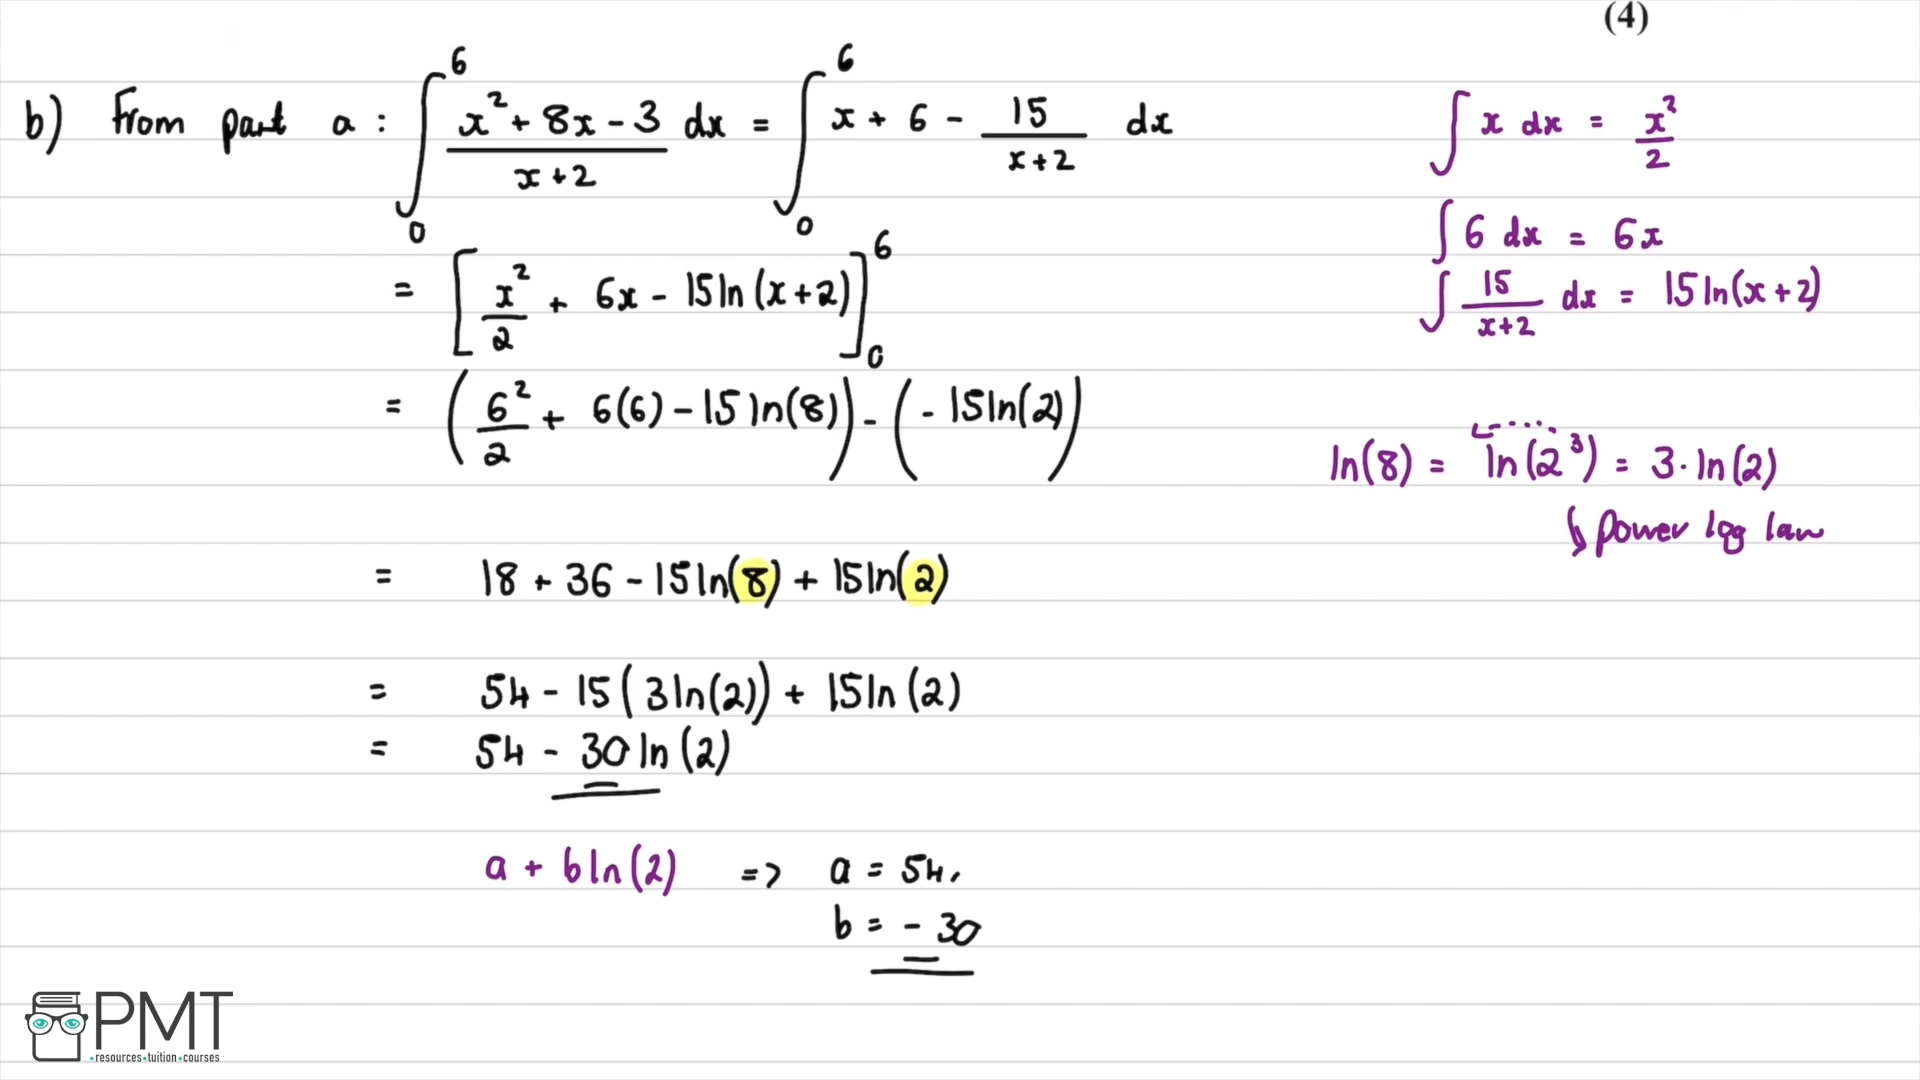 (4)
b) From part a : ∫₀⁶ (x² + 8x - 3)/(x + 2) dx = ∫₀⁶ x + 6 - 15/(x+2) dx
= [x²/2 + 6x - 15ln(x+2)]₀⁶
= (6²/2 + 6(6) - 15 ln(8)) - (- 15ln(2))
= 18 + 36 - 15ln(8) + 15ln(2)
= 54 - 15(3ln(2)) + 15ln(2)
= 54 - 30ln(2)
a + bln(2) => a = 54,
b = - 30
∫ x dx = x²/2
∫ 6 dx = 6x
∫ 15/(x+2) dx = 15ln(x+2)
ln(8) = ln(2³) = 3·ln(2)
↳ power log law
PMT
•resources•tuition•courses